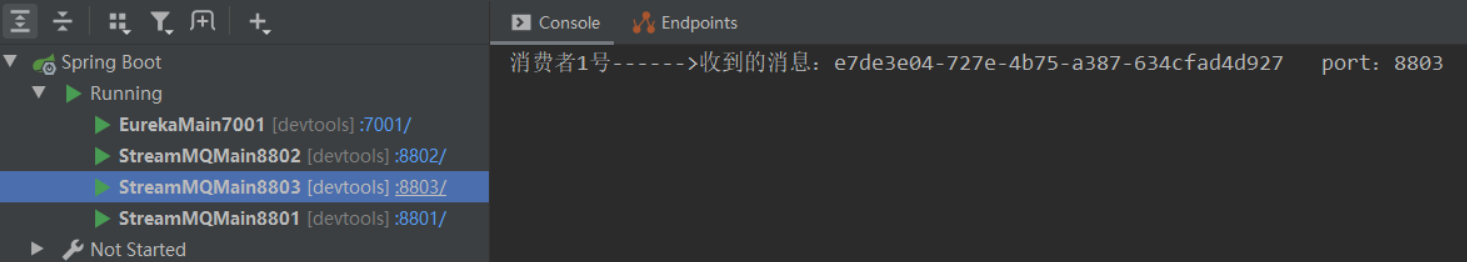 Console Endpoints
Spring Boot
消费者1号------>收到的消息：e7de3e04-727e-4b75-a387-634cfad4d927 port：8803
Running
EurekaMain7001 [devtools] :7001/
StreamMQMain8802 [devtools] :8802/
StreamMQMain8803 [devtools] :8803/
StreamMQMain8801 [devtools] :8801/
Not Started